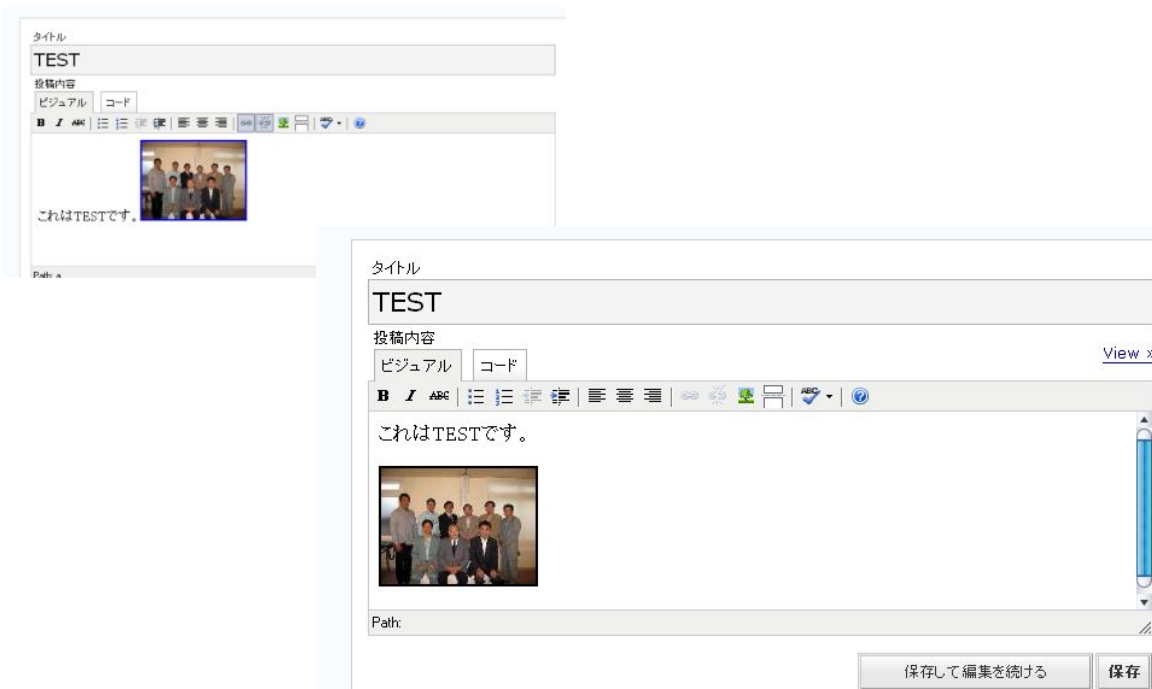 タイトル
TEST
投稿内容
ビジュアル コード
B I ABC
これはTESTです。
Path: a
タイトル
TEST
投稿内容
View »
ビジュアル コード
B I ABC ABC
これはTESTです。
Path:
保存して編集を続ける 保存